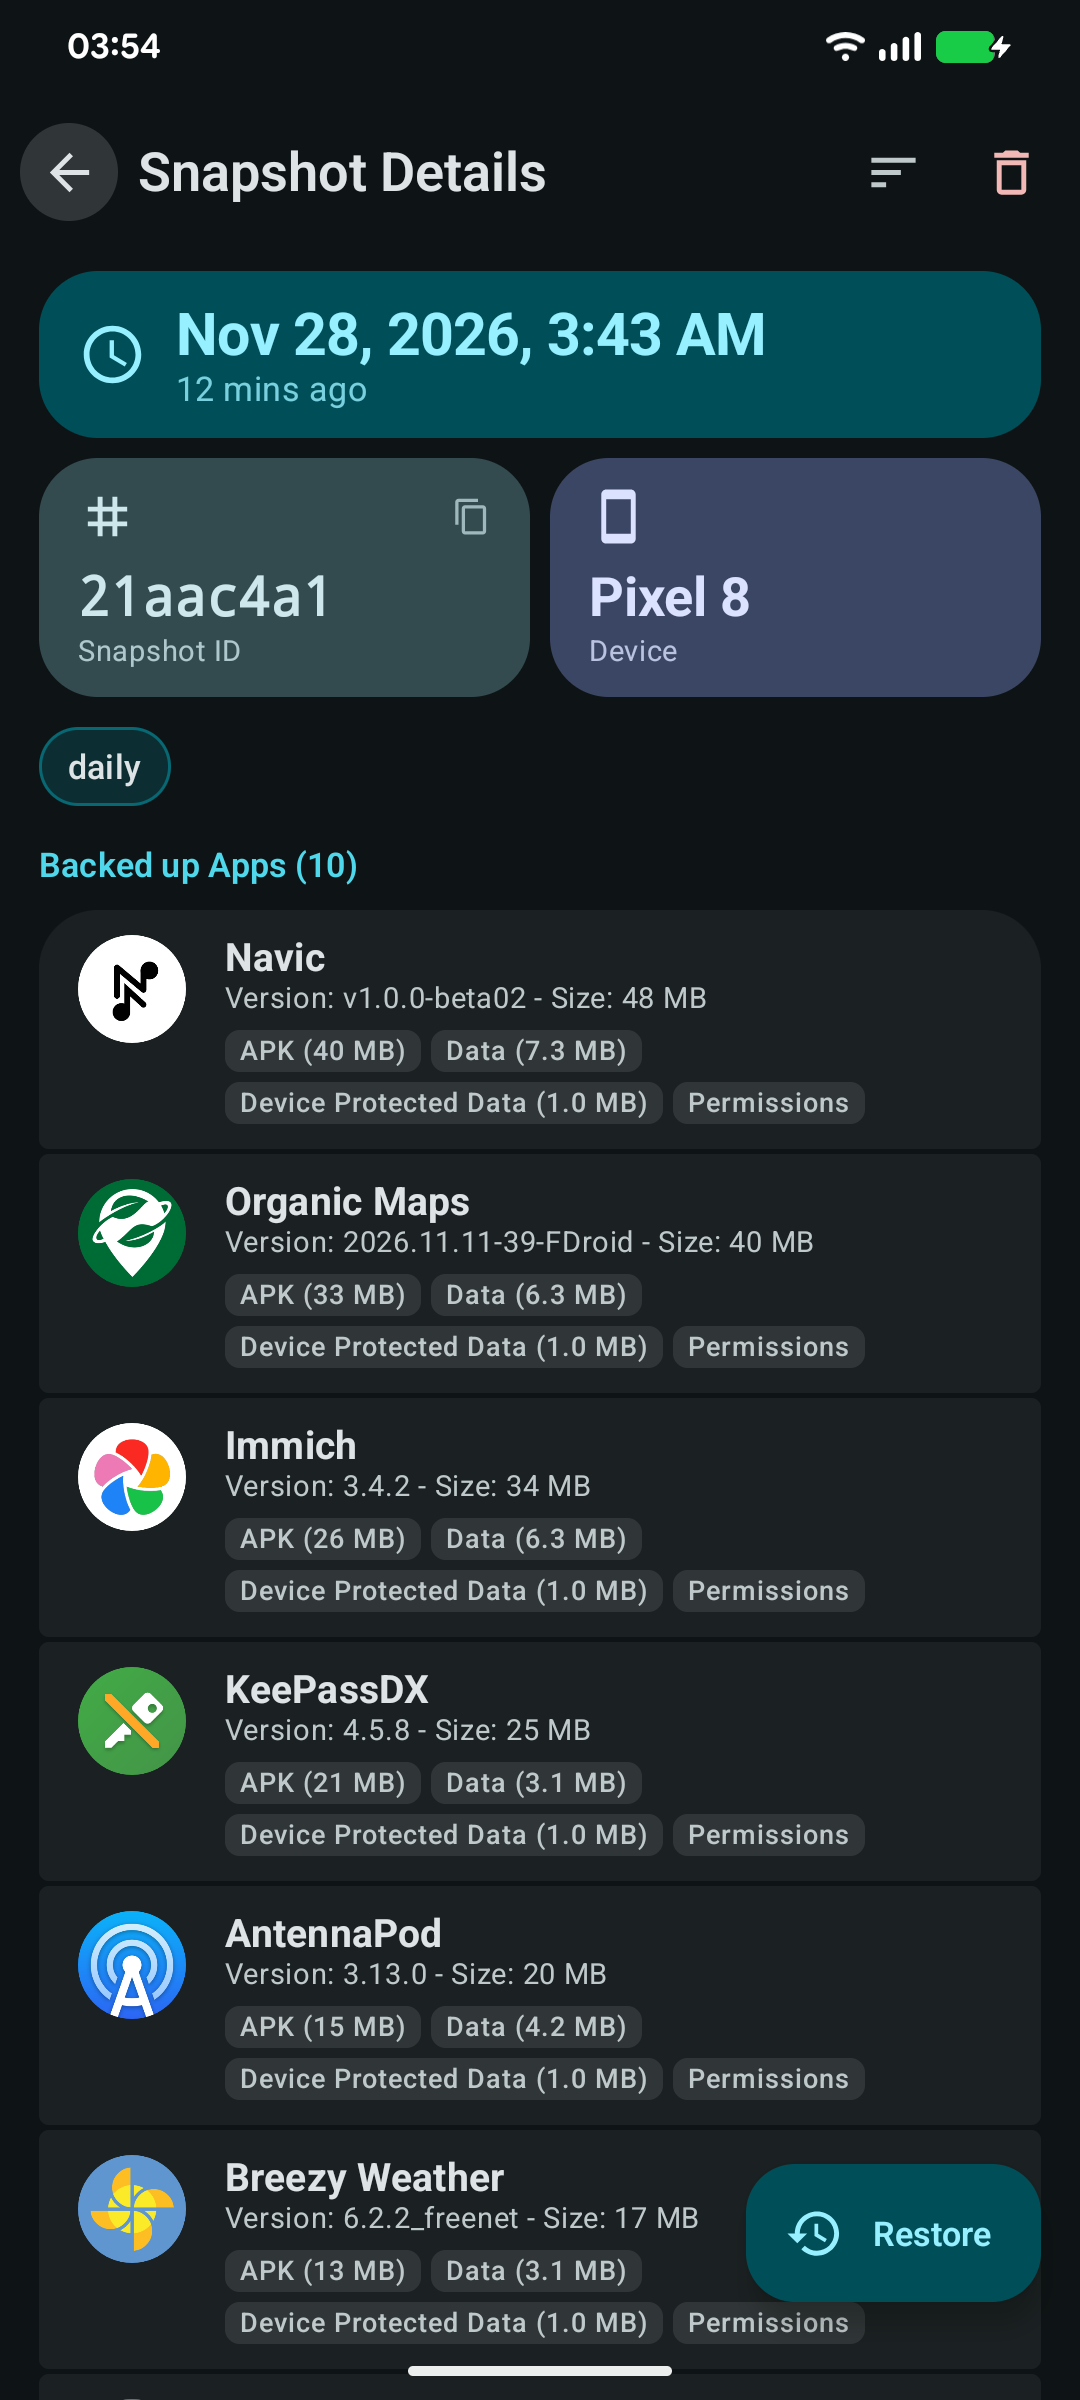 03:54
Snapshot Details
Nov 28, 2026, 3:43 AM
12 mins ago
21aac4a1
Snapshot ID
Pixel 8
Device
daily
Backed up Apps (10)
Navic
Version: v1.0.0-beta02 - Size: 48 MB
APK (40 MB) Data (7.3 MB)
Device Protected Data (1.0 MB) Permissions
Organic Maps
Version: 2026.11.11-39-FDroid - Size: 40 MB
APK (33 MB) Data (6.3 MB)
Device Protected Data (1.0 MB) Permissions
Immich
Version: 3.4.2 - Size: 34 MB
APK (26 MB) Data (6.3 MB)
Device Protected Data (1.0 MB) Permissions
KeePassDX
Version: 4.5.8 - Size: 25 MB
APK (21 MB) Data (3.1 MB)
Device Protected Data (1.0 MB) Permissions
AntennaPod
Version: 3.13.0 - Size: 20 MB
APK (15 MB) Data (4.2 MB)
Device Protected Data (1.0 MB) Permissions
Breezy Weather
Version: 6.2.2_freenet - Size: 17 MB
APK (13 MB) Data (3.1 MB)
Device Protected Data (1.0 MB) Permissions
Restore